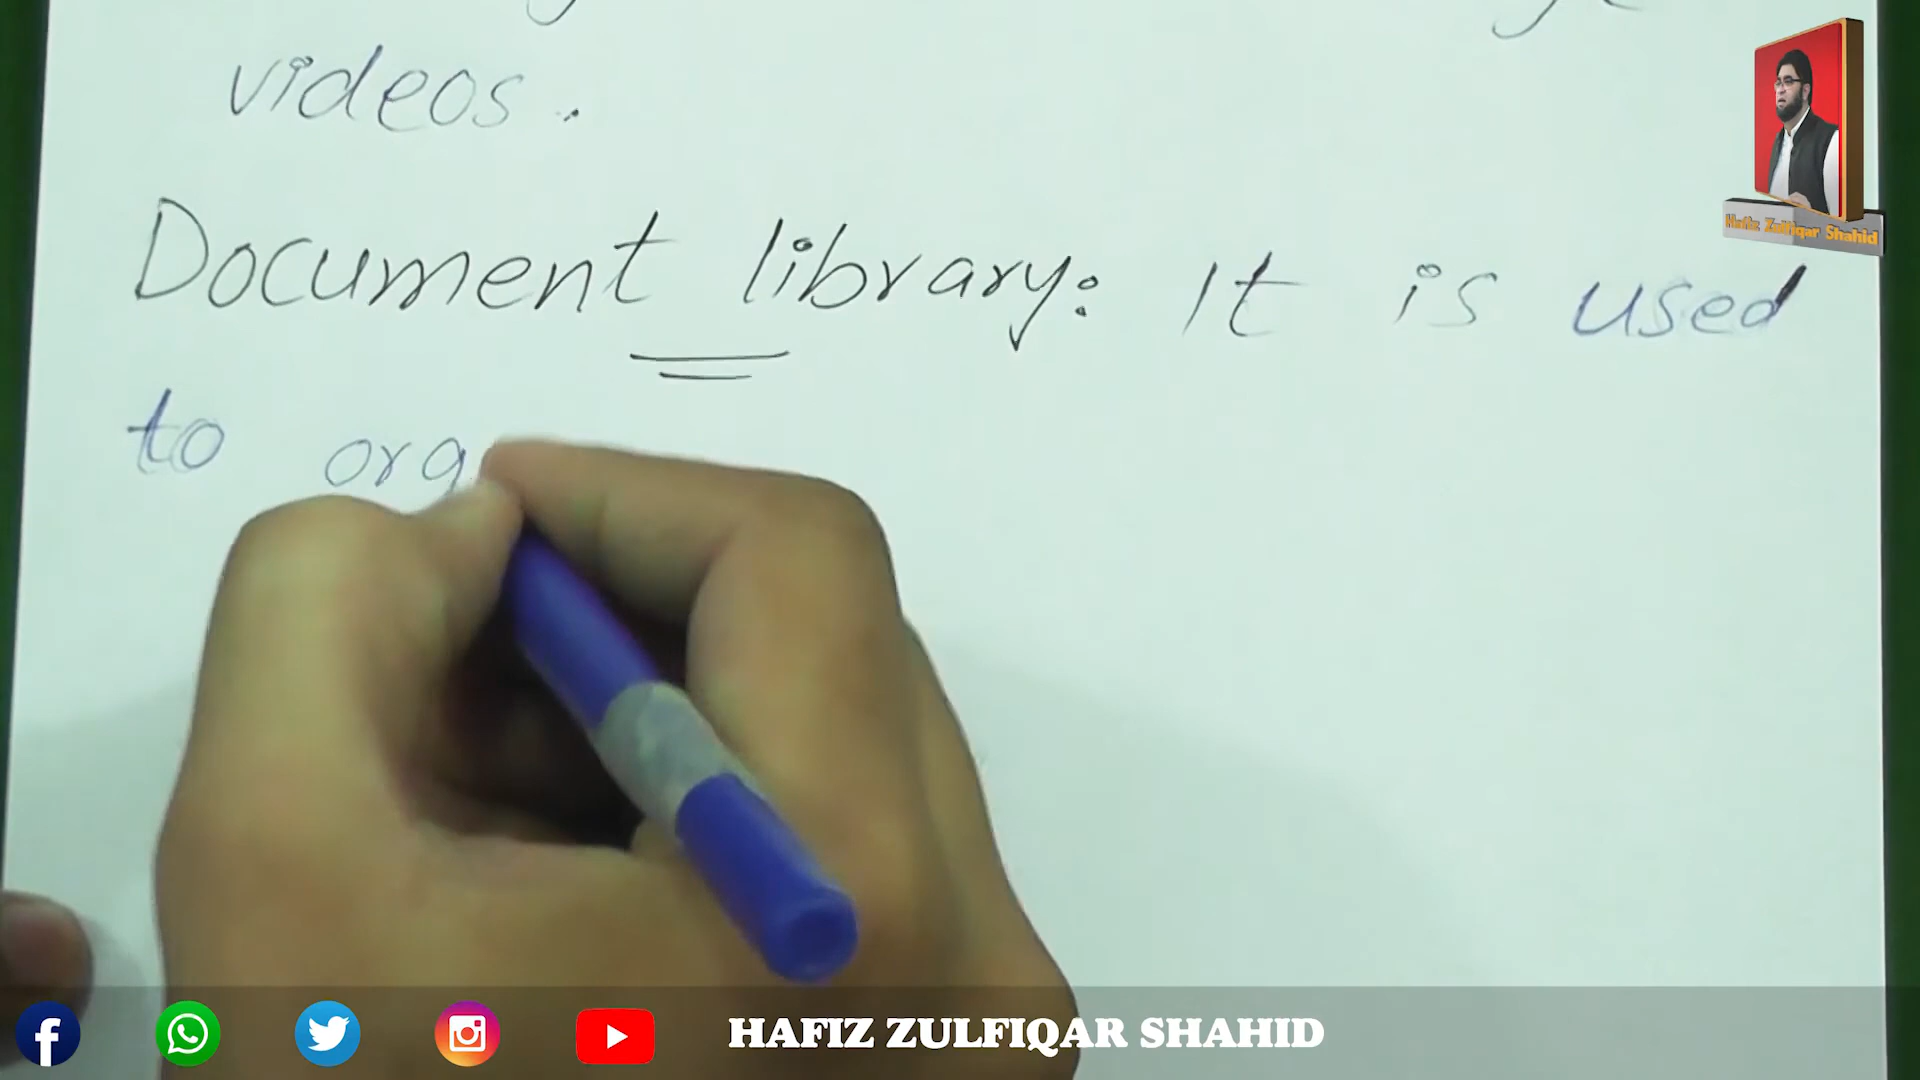 videos.
Document library: It is used
to org
Hafiz Zulfiqar Shahid
HAFIZ ZULFIQAR SHAHID